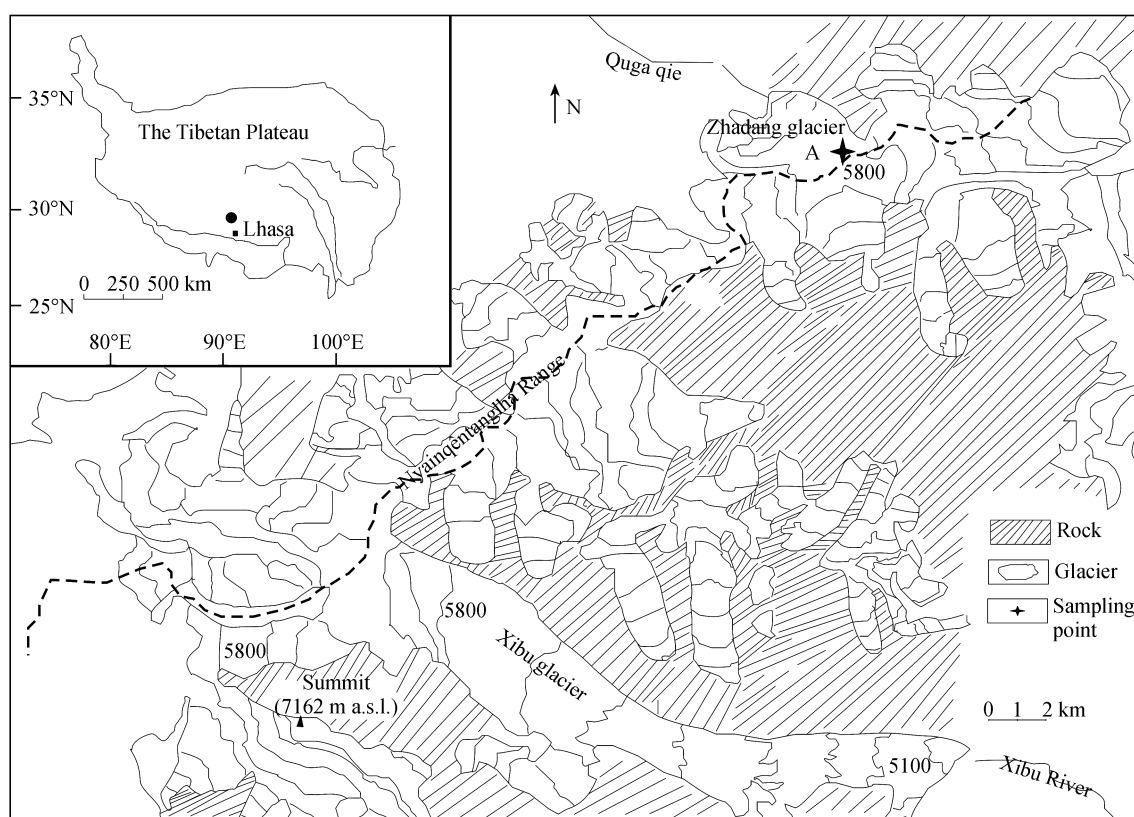 35°N
The Tibetan Plateau
30°N
Lhasa
0 250 500 km
25°N
80°E 90°E 100°E
Quga qie
N
Zhadang glacier
A
5800
Nyainqentanglha Range
5800
Xibu glacier
5800
Summit
(7162 m a.s.l.)
5100
Xibu River
Rock
Glacier
Sampling
point
0 1 2 km